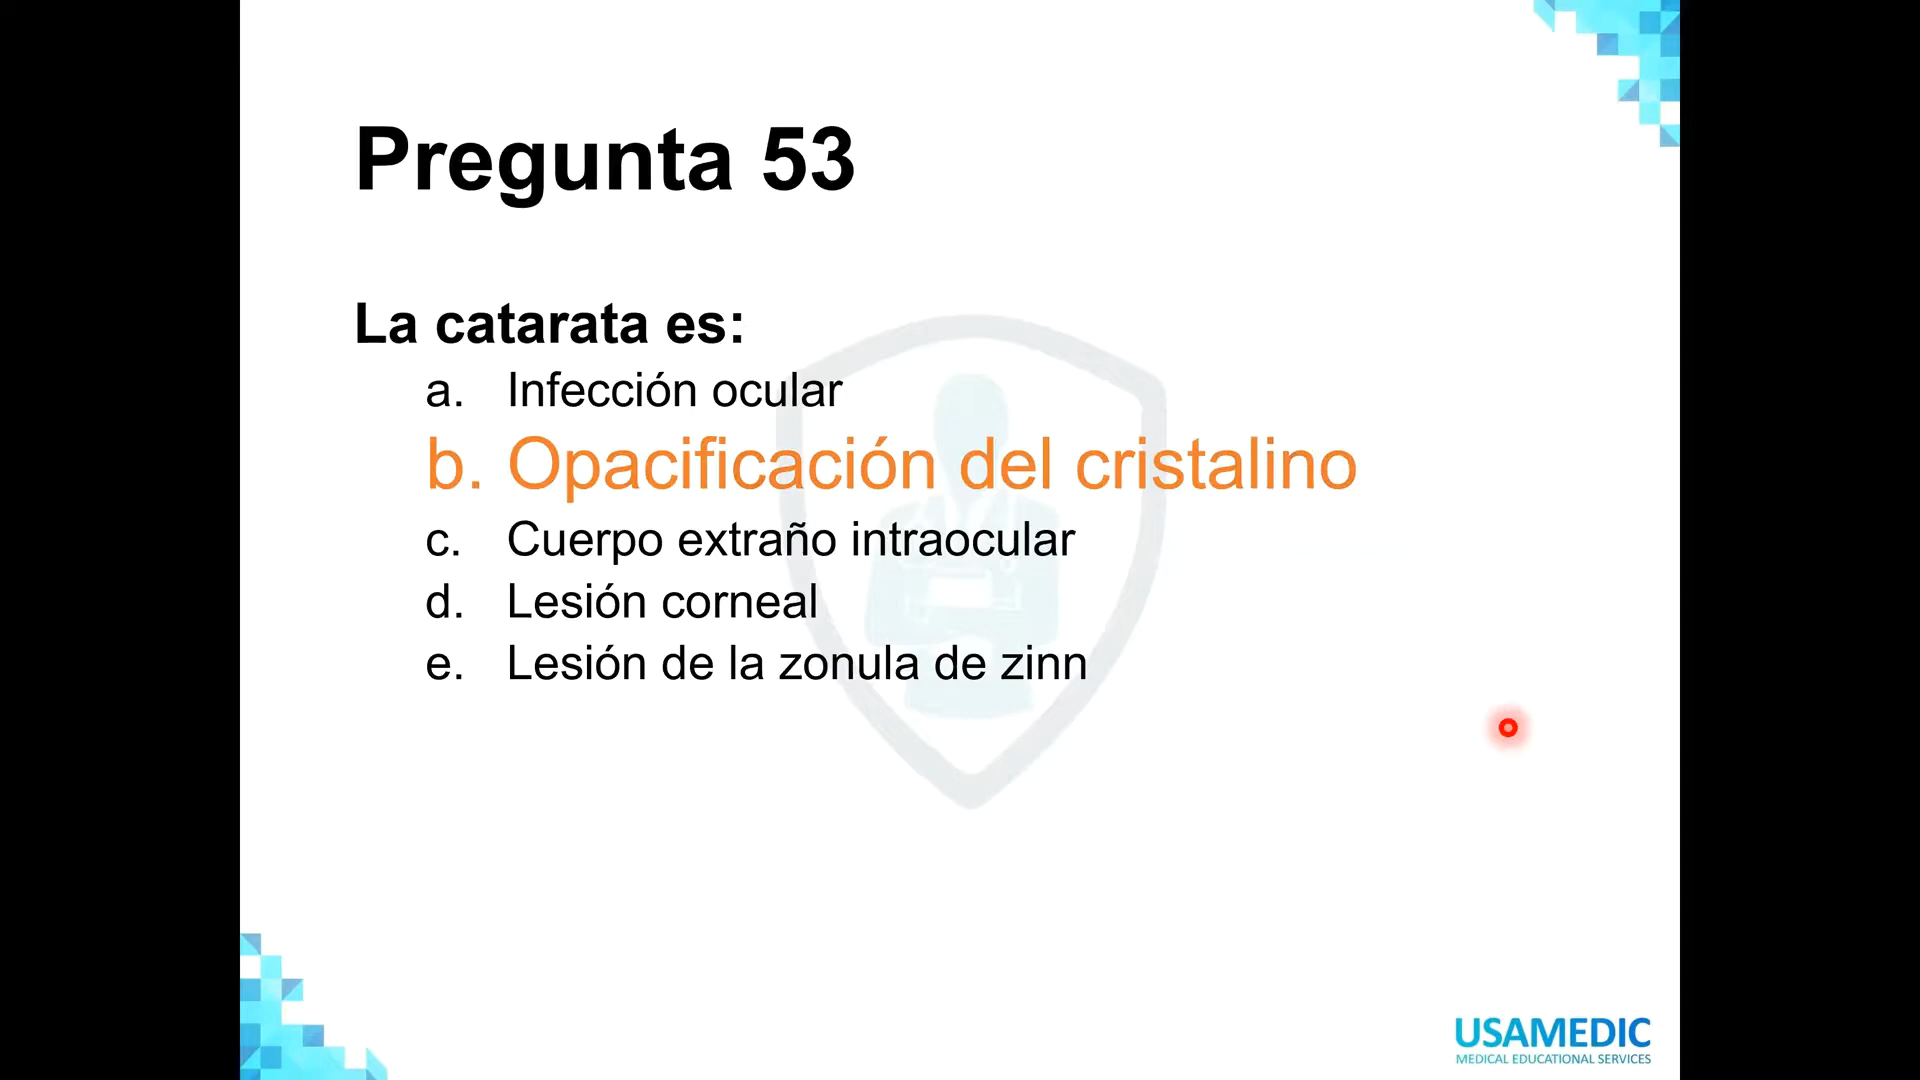 Pregunta 53
La catarata es:
a. Infección ocular
b. Opacificación del cristalino
c. Cuerpo extraño intraocular
d. Lesión corneal
e. Lesión de la zonula de zinn
USAMEDIC
MEDICAL EDUCATIONAL SERVICES